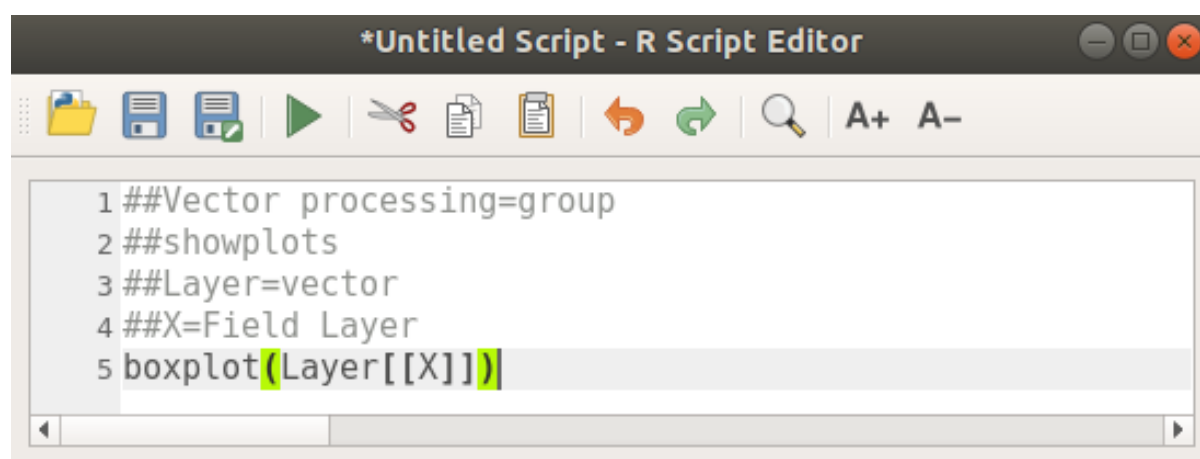 *Untitled Script - R Script Editor
A+ A-
1 ##Vector processing=group
2 ##showplots
3 ##Layer=vector
4 ##X=Field Layer
5 boxplot(Layer[[X]])